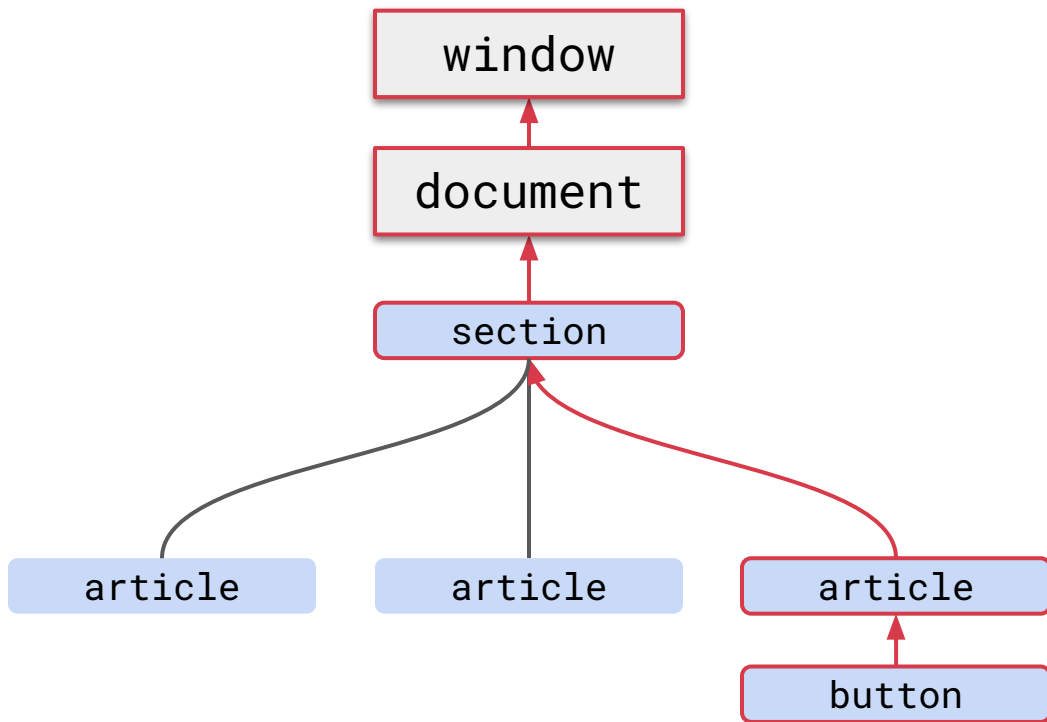 window
document
section
article
article
article
button